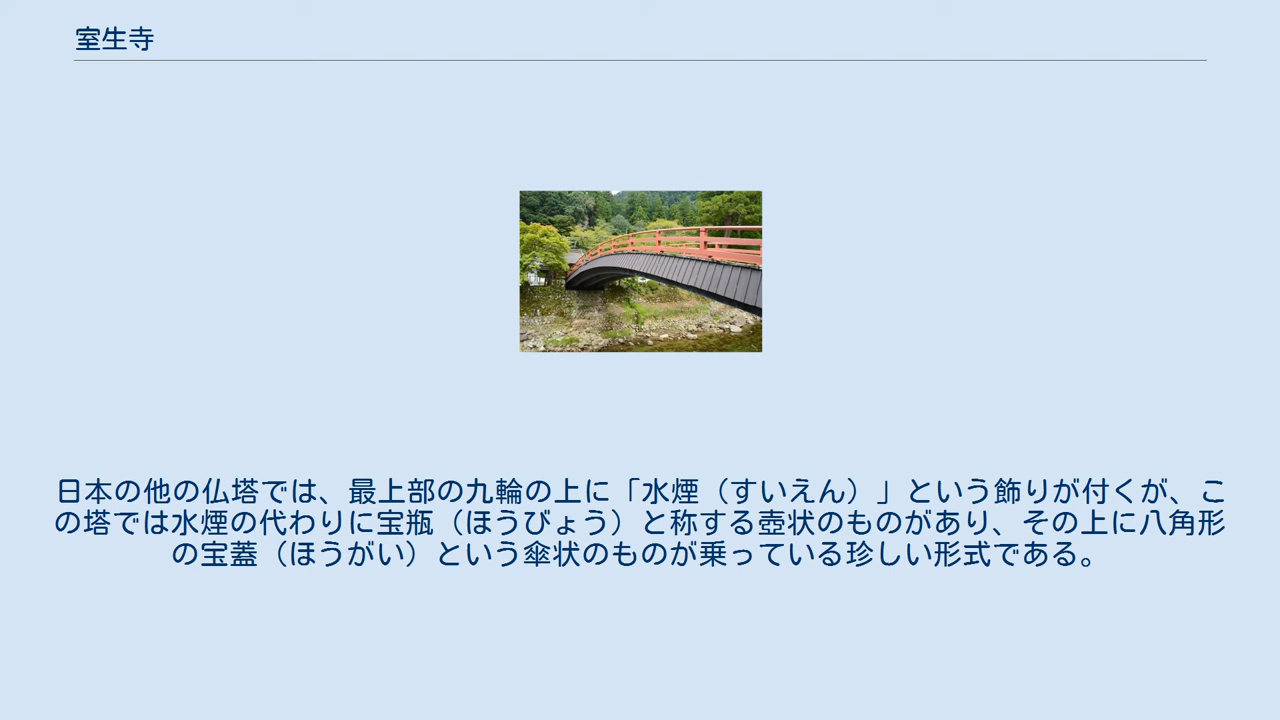 室生寺
日本の他の仏塔では、最上部の九輪の上に「水煙（すいえん）」という飾りが付くが、こ
の塔では水煙の代わりに宝瓶（ほうびょう）と称する壺状のものがあり、その上に八角形
の宝蓋（ほうがい）という傘状のものが乗っている珍しい形式である。